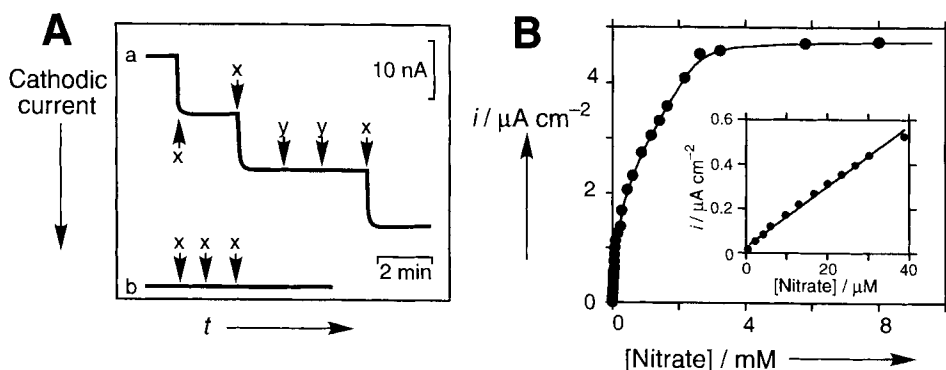 A
a
Cathodic
current
10 nA
x
x
y y x
x x x
b
2 min
t
B
i / µA cm⁻²
4
2
0
0 4 8
[Nitrate] / mM
i / µA cm⁻²
0.6
0.4
0.2
0
0 20 40
[Nitrate] / µM